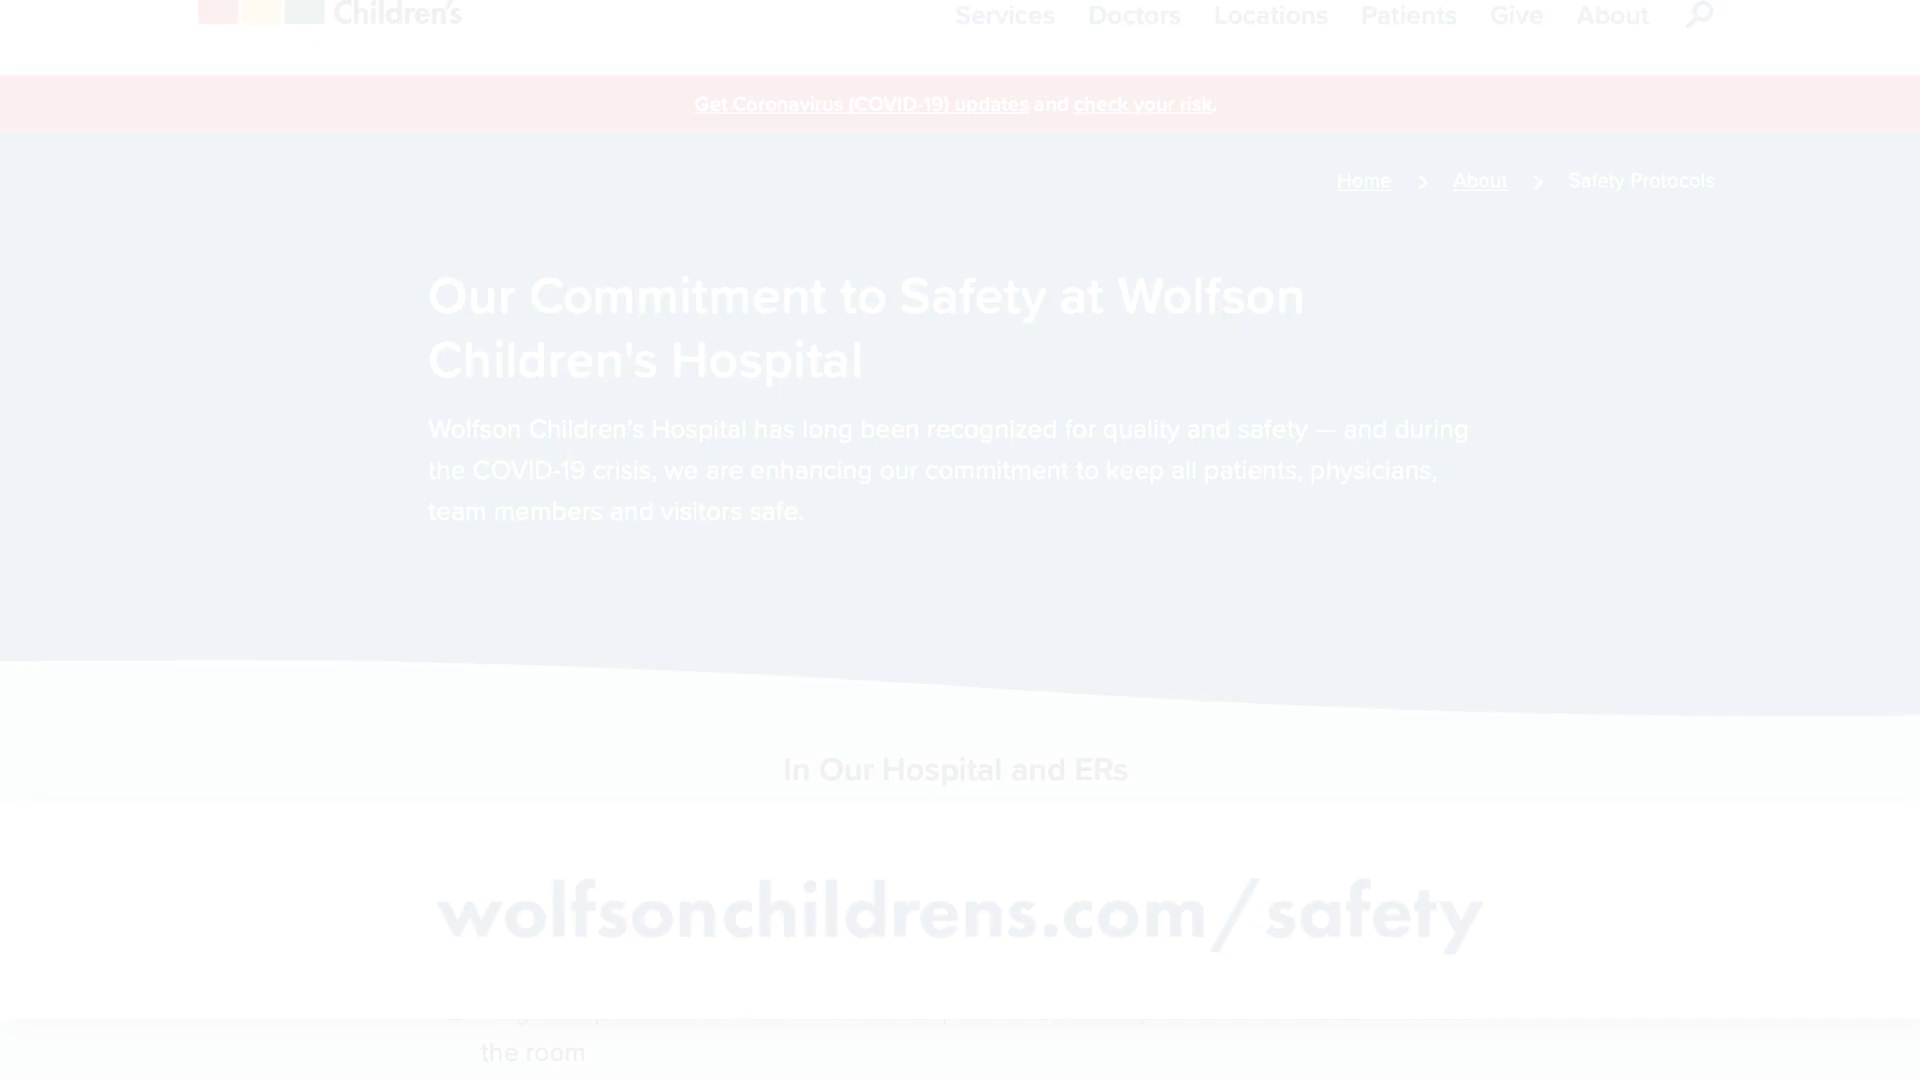 Children's
Services Doctors Locations Patients Give About
Get Coronavirus (COVID-19) updates and check your risk.
Home > About > Safety Protocols
Our Commitment to Safety at Wolfson
Children's Hospital
Wolfson Children's Hospital has long been recognized for quality and safety — and during
the COVID-19 crisis, we are enhancing our commitment to keep all patients, physicians,
team members and visitors safe.
In Our Hospital and ERs
wolfsonchildrens.com/safety
the room